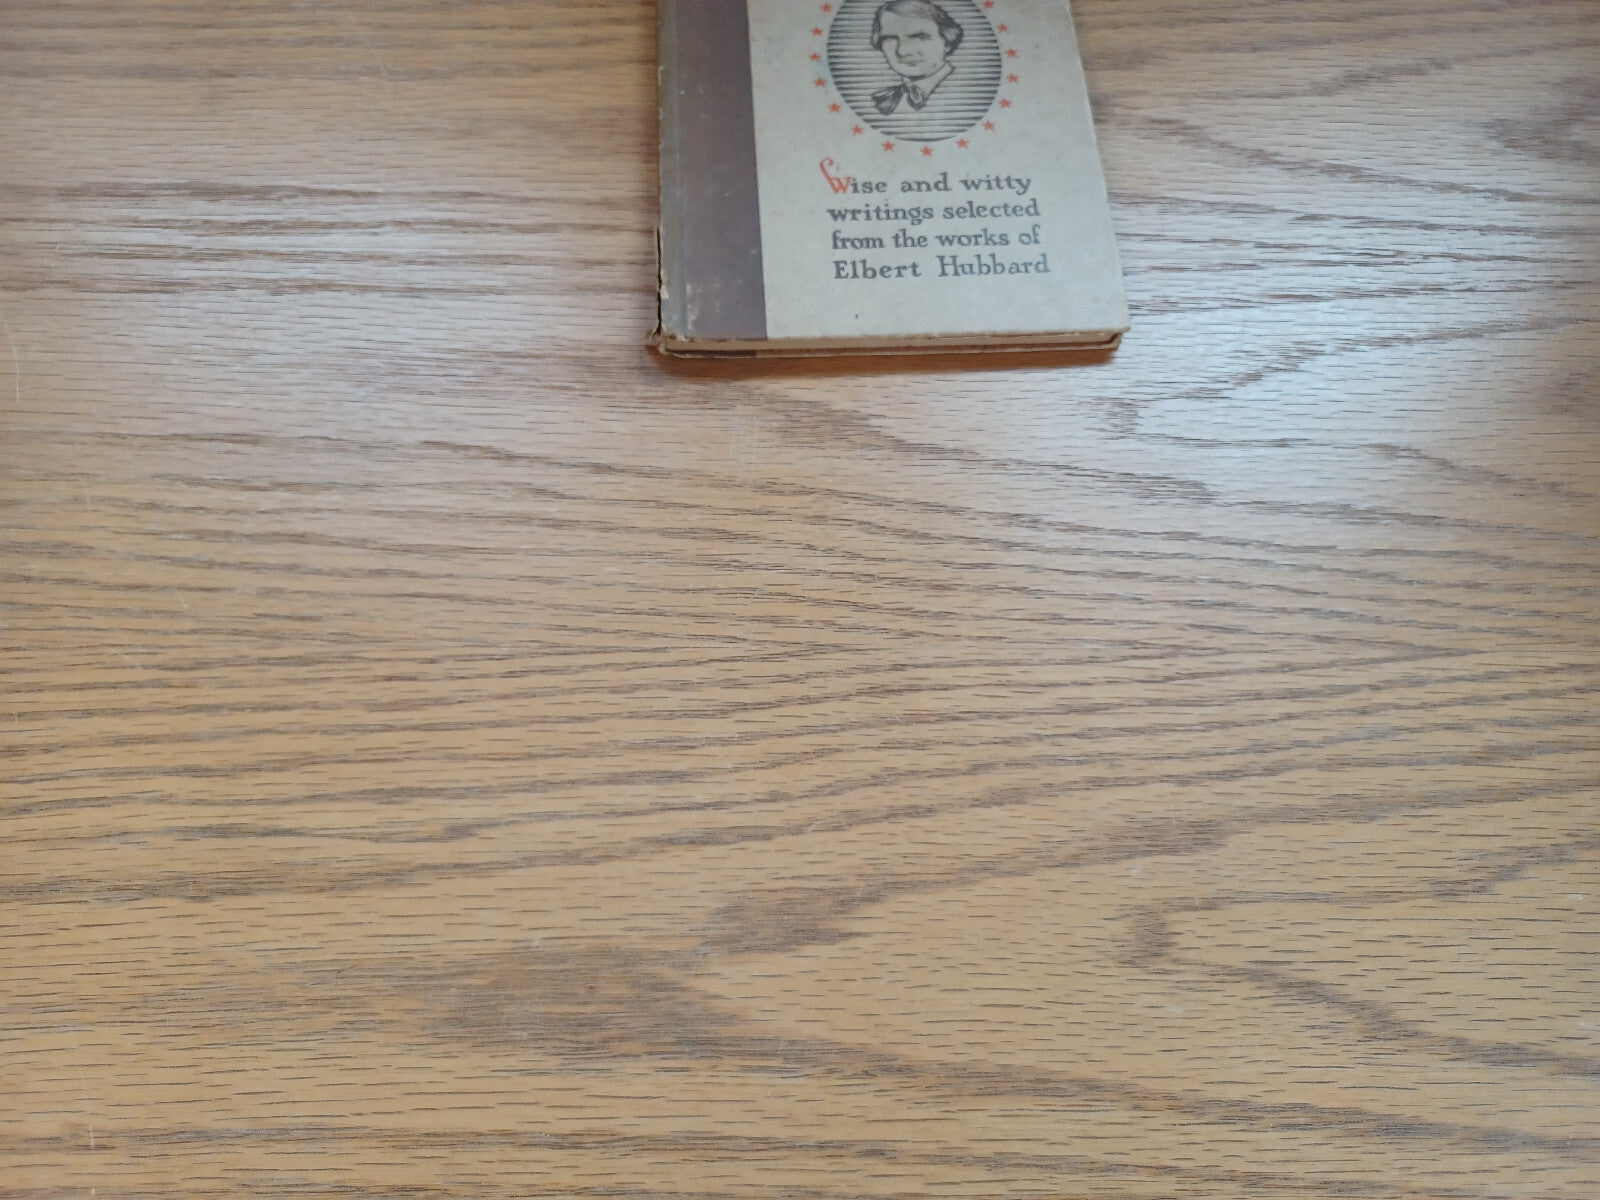 Wise and witty
writings selected
from the works of
Elbert Hubbard